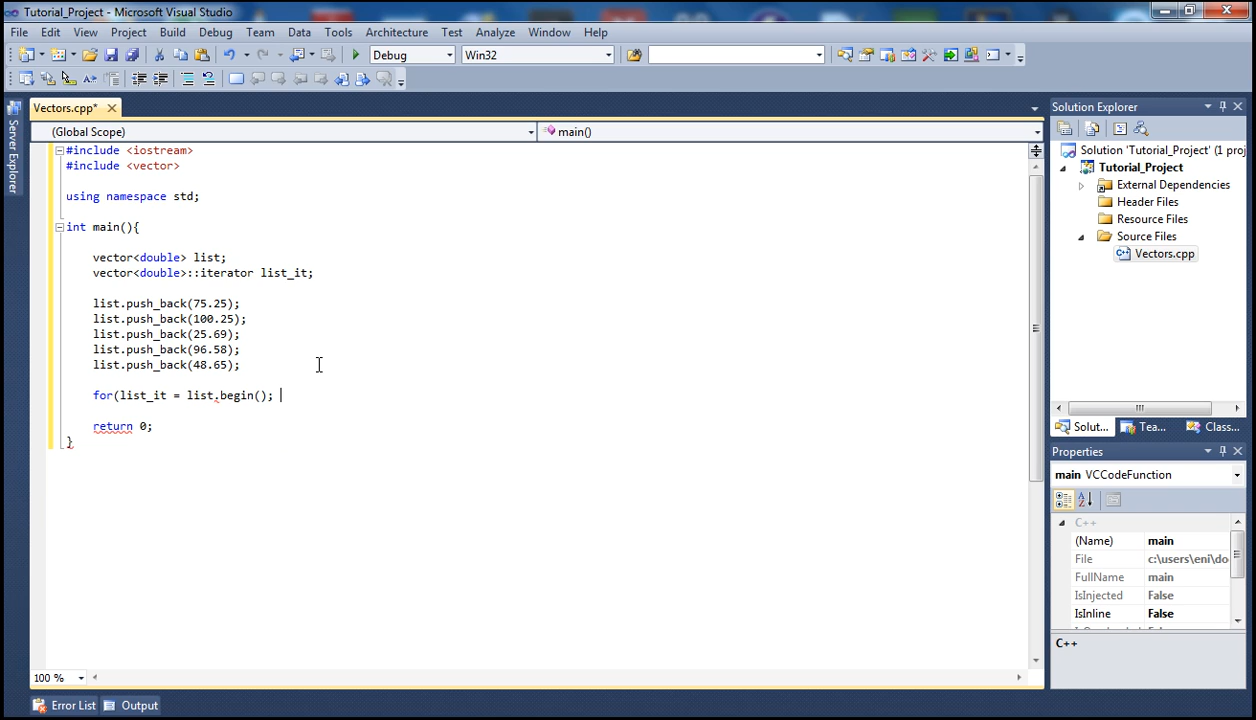 Tutorial_Project - Microsoft Visual Studio
File Edit View Project Build Debug Team Data Tools Architecture Test Analyze Window Help
Debug Win32
Vectors.cpp*
(Global Scope) main()
#include <iostream>
#include <vector>
using namespace std;
int main(){
vector<double> list;
vector<double>::iterator list_it;
list.push_back(75.25);
list.push_back(100.25);
list.push_back(25.69);
list.push_back(96.58);
list.push_back(48.65);
for(list_it = list.begin();
return 0;
}
100 %
Error List Output
Server Explorer
Solution Explorer
Solution 'Tutorial_Project' (1 proj
Tutorial_Project
External Dependencies
Header Files
Resource Files
Source Files
Vectors.cpp
Solut... Tea... Class...
Properties
main VCCodeFunction
C++
(Name) main
File c:\users\eni\do
FullName main
IsInjected False
IsInline False
C++